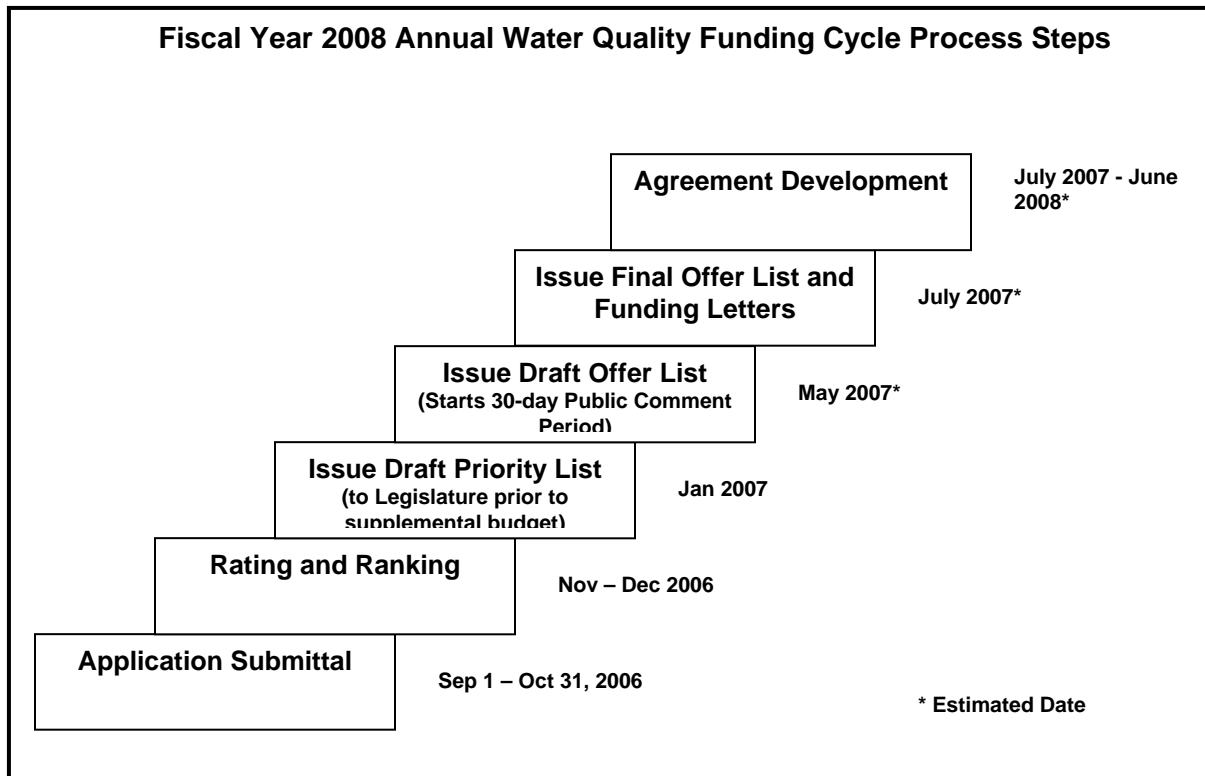 Fiscal Year 2008 Annual Water Quality Funding Cycle Process Steps
Agreement Development
July 2007 - June
2008*
Issue Final Offer List and
Funding Letters
July 2007*
Issue Draft Offer List
(Starts 30-day Public Comment
Period)
May 2007*
Issue Draft Priority List
(to Legislature prior to
supplemental budget)
Jan 2007
Rating and Ranking
Nov – Dec 2006
Application Submittal
Sep 1 – Oct 31, 2006
* Estimated Date